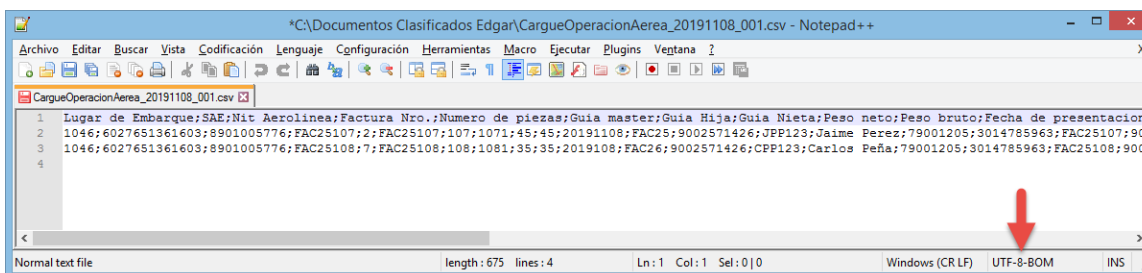 *C:\Documentos Clasificados Edgar\CargueOperacionAerea_20191108_001.csv - Notepad++
Archivo Editar Buscar Vista Codificación Lenguaje Configuración Herramientas Macro Ejecutar Plugins Ventana ? X
CargueOperacionAerea_20191108_001.csv
1 Lugar de Embarque;SAE;Nit Aerolinea;Factura Nro.;Numero de piezas;Guia master;Guia Hija;Guia Nieta;Peso neto;Peso bruto;Fecha de presentacion
2 1046;6027651361603;8901005776;FAC25107;2;FAC25107;107;1071;45;45;20191108;FAC25;9002571426;JPP123;Jaime Perez;79001205;3014785963;FAC25107;90
3 1046;6027651361603;8901005776;FAC25108;7;FAC25108;108;1081;35;35;2019108;FAC26;9002571426;CPP123;Carlos Peña;79001205;3014785963;FAC25108;900
4
Normal text file length : 675 lines : 4 Ln : 1 Col : 1 Sel : 0 | 0 Windows (CR LF) UTF-8-BOM INS